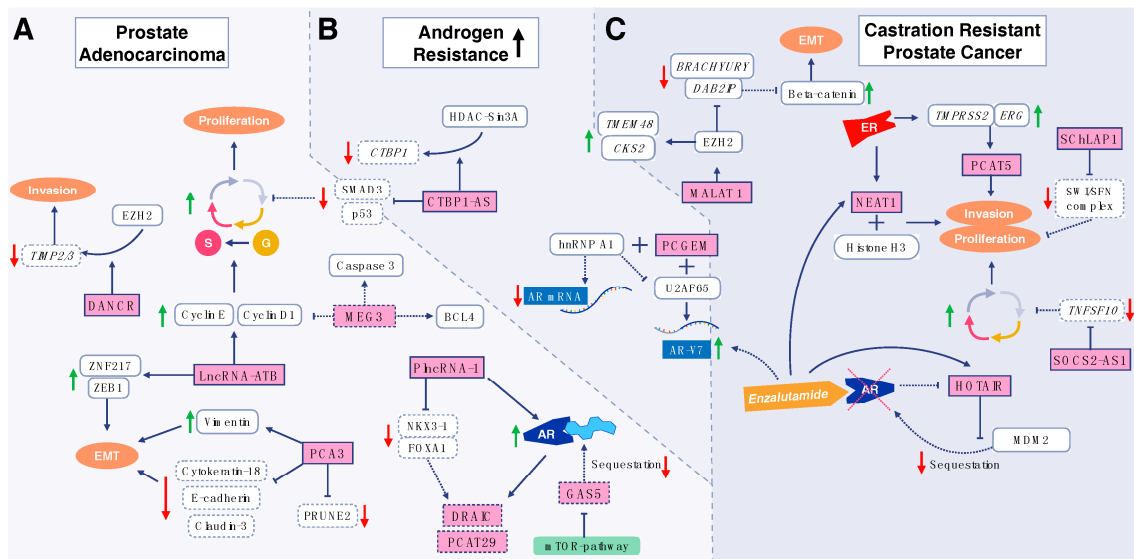 A
Prostate
Adenocarcinoma
Proliferation
Invasion
EZH2
TIMP2/3
DANCR
S
G
Cyclin E
Cyclin D1
ZNF217
ZEB1
LncRNA-ATB
Vimentin
EMT
PCA3
Cytokeratin-18
E-cadherin
Claudin-3
PRUNE2
B
Androgen
Resistance
HDAC-Sin3A
CTBP1
SMAD3
p53
CTBP1-AS
Caspase 3
MEG3
BCL4
PlncRNA-1
NKX3-1
FOXA1
AR
Sequestation
GAS5
DRAIC
PCAT29
mTOR-pathway
C
Castration Resistant
Prostate Cancer
EMT
BRACHYURY
DAB2IP
Beta-catenin
TMEM48
CKS2
EZH2
MALAT1
ER
TMPRSS2
ERG
SChLAP1
PCAT5
SWI/SFN
complex
NEAT1
Histone H3
Invasion
Proliferation
hnRNPA1
PCGEM
U2AF65
AR mRNA
AR-V7
TNFSF10
SOCS2-AS1
Enzalutamide
AR
HOTAIR
MDM2
Sequestation